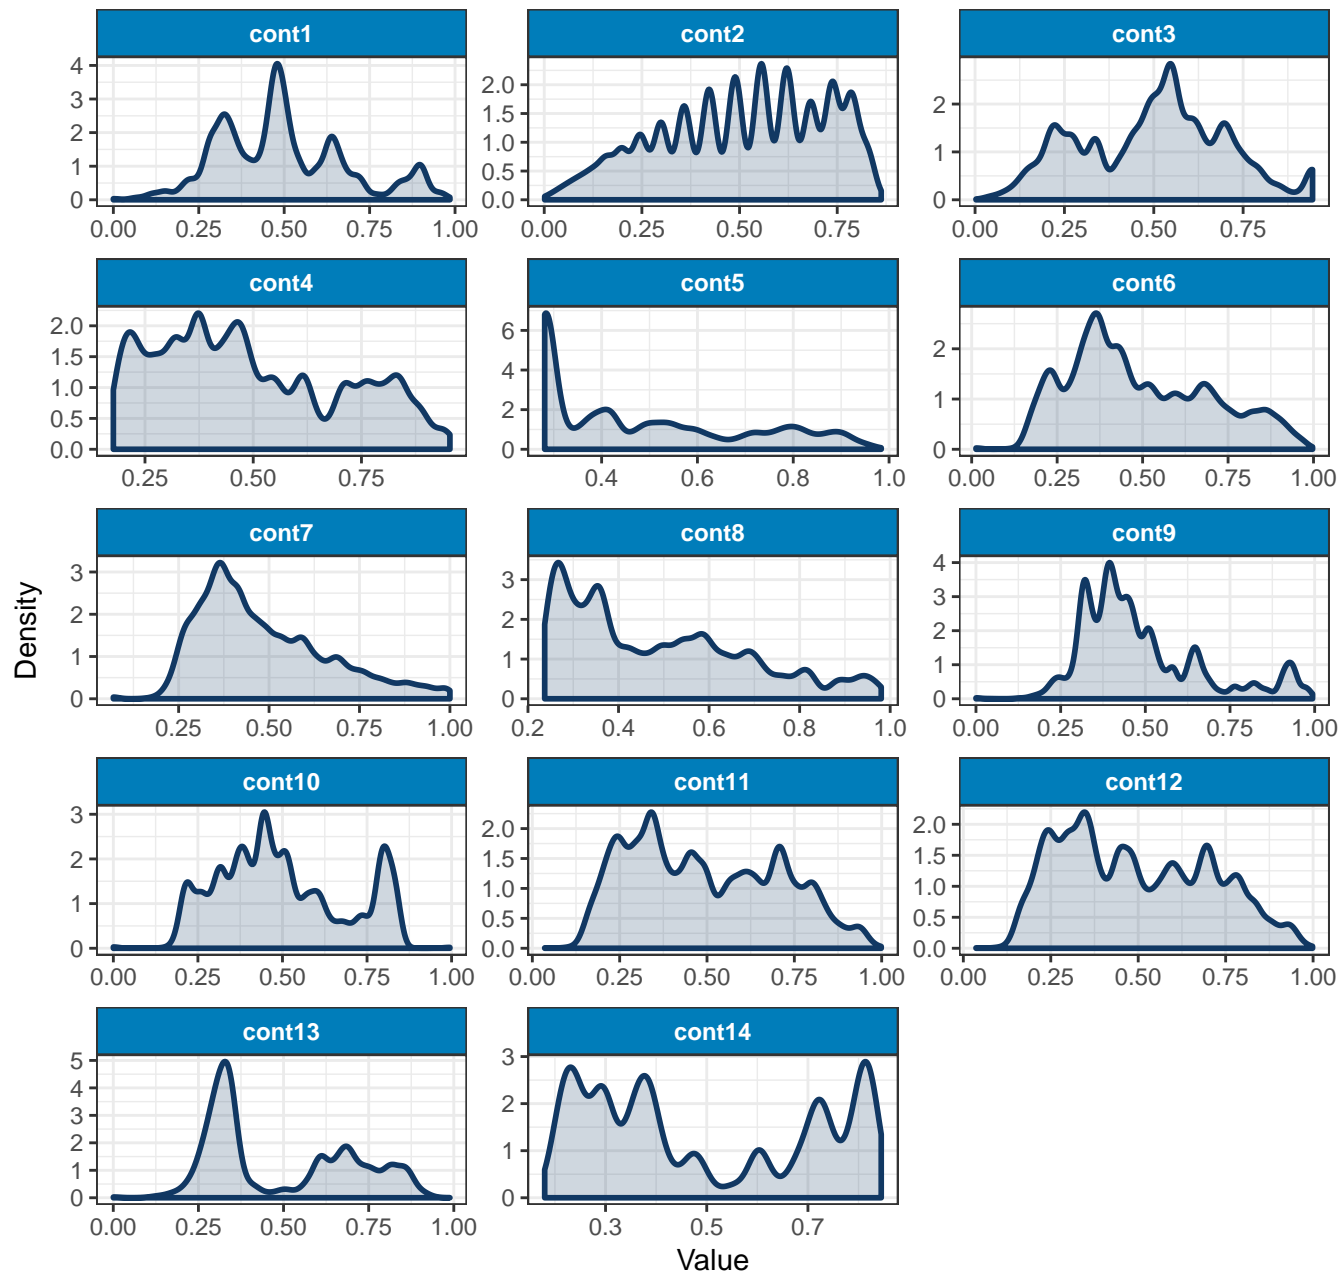 cont1 cont2 cont3
4 3 2 1 0
2.0 1.5 1.0 0.5 0.0
2 1 0
0.00 0.25 0.50 0.75 1.00
0.00 0.25 0.50 0.75
0.00 0.25 0.50 0.75
cont4 cont5 cont6
2.0 1.5 1.0 0.5 0.0
6 4 2 0
2 1 0
0.25 0.50 0.75
0.4 0.6 0.8 1.0
0.00 0.25 0.50 0.75 1.00
cont7 cont8 cont9
3 2 1 0
3 2 1 0
4 3 2 1 0
0.25 0.50 0.75 1.00
0.2 0.4 0.6 0.8 1.0
0.00 0.25 0.50 0.75 1.00
Density
cont10 cont11 cont12
3 2 1 0
2.0 1.5 1.0 0.5 0.0
2.0 1.5 1.0 0.5 0.0
0.00 0.25 0.50 0.75 1.00
0.00 0.25 0.50 0.75 1.00
0.00 0.25 0.50 0.75 1.00
cont13 cont14
5 4 3 2 1 0
3 2 1 0
0.00 0.25 0.50 0.75 1.00
0.3 0.5 0.7
Value